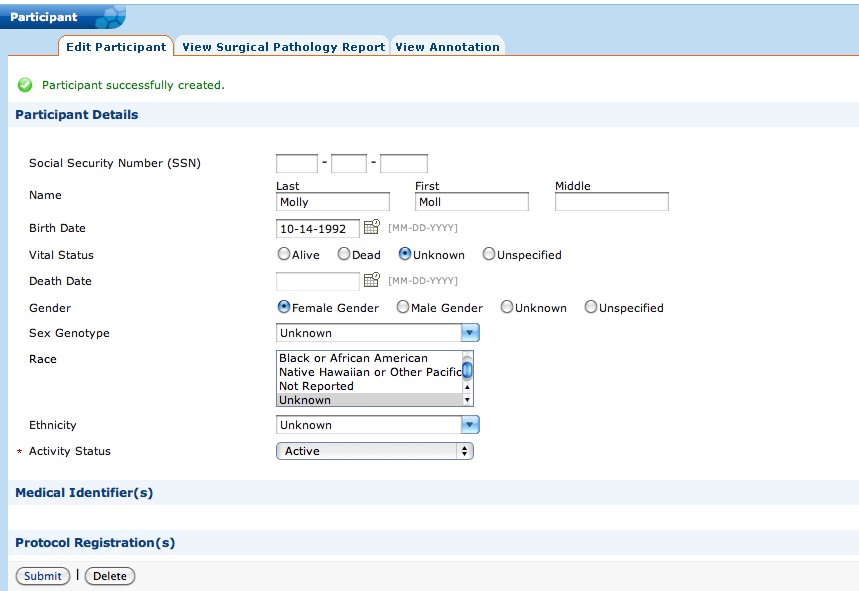 Participant
Edit Participant View Surgical Pathology Report View Annotation
Participant successfully created.
Participant Details
Social Security Number (SSN) - -
Last First Middle
Name Molly Moll
Birth Date 10-14-1992 [MM-DD-YYYY]
Vital Status Alive Dead Unknown Unspecified
Death Date [MM-DD-YYYY]
Gender Female Gender Male Gender Unknown Unspecified
Sex Genotype Unknown
Race Black or African American
Native Hawaiian or Other Pacific
Not Reported
Unknown
Ethnicity Unknown
* Activity Status Active
Medical Identifier(s)
Protocol Registration(s)
Submit | Delete